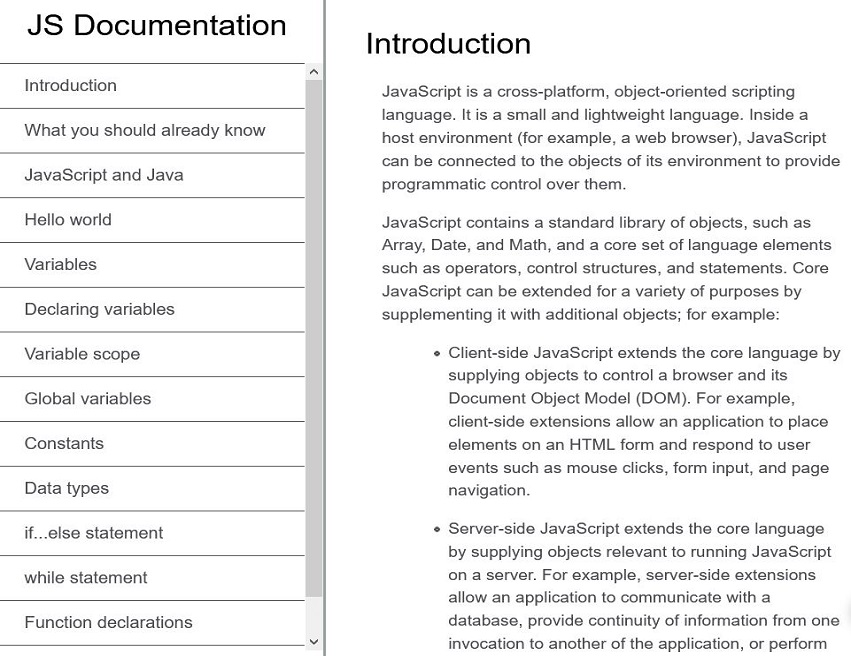 JS Documentation
Introduction
What you should already know
JavaScript and Java
Hello world
Variables
Declaring variables
Variable scope
Global variables
Constants
Data types
if...else statement
while statement
Function declarations
Introduction
JavaScript is a cross-platform, object-oriented scripting
language. It is a small and lightweight language. Inside a
host environment (for example, a web browser), JavaScript
can be connected to the objects of its environment to provide
programmatic control over them.
JavaScript contains a standard library of objects, such as
Array, Date, and Math, and a core set of language elements
such as operators, control structures, and statements. Core
JavaScript can be extended for a variety of purposes by
supplementing it with additional objects; for example:
Client-side JavaScript extends the core language by
supplying objects to control a browser and its
Document Object Model (DOM). For example,
client-side extensions allow an application to place
elements on an HTML form and respond to user
events such as mouse clicks, form input, and page
navigation.
Server-side JavaScript extends the core language
by supplying objects relevant to running JavaScript
on a server. For example, server-side extensions
allow an application to communicate with a
database, provide continuity of information from one
invocation to another of the application, or perform